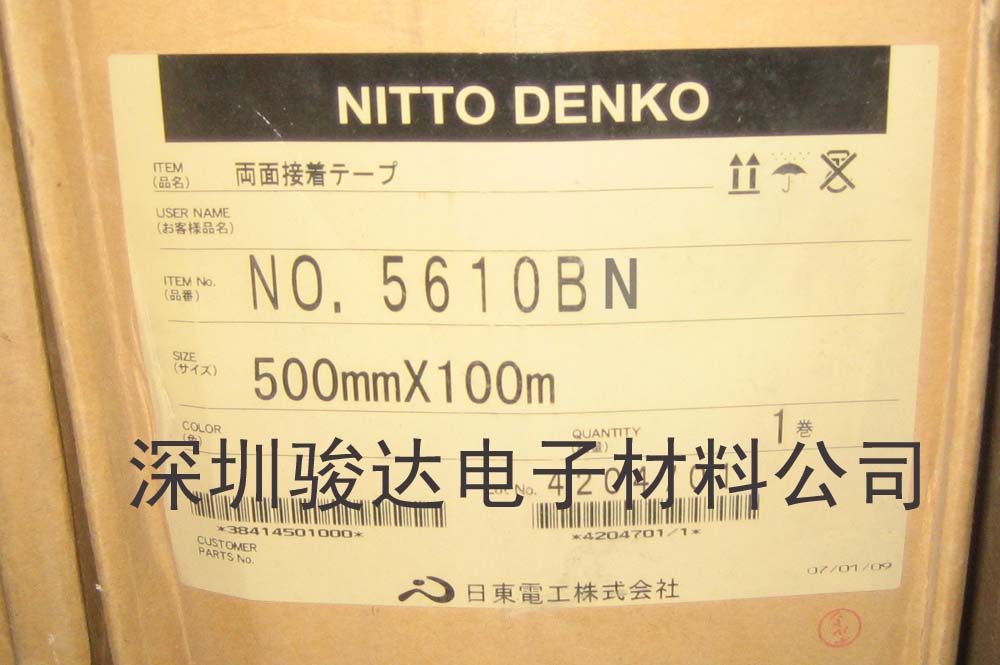 NITTO DENKO
ITEM
(品名)
両面接着テープ
USER NAME
(お客様品名)
ITEM No.
(品番)
NO. 5610BN
SIZE
(サイズ)
500mmX100m
COLOR
QUANTITY
1巻
深圳骏达电子材料公司
Lot No.
*38414501000*
*4204701/1*
CUSTOMER
PARTS No.
07/01/09
日東電工株式会社